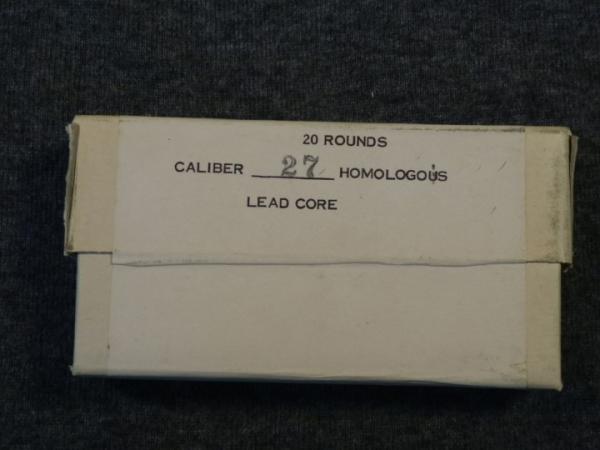 20 ROUNDS
CALIBER 27 HOMOLOGOUS
LEAD CORE